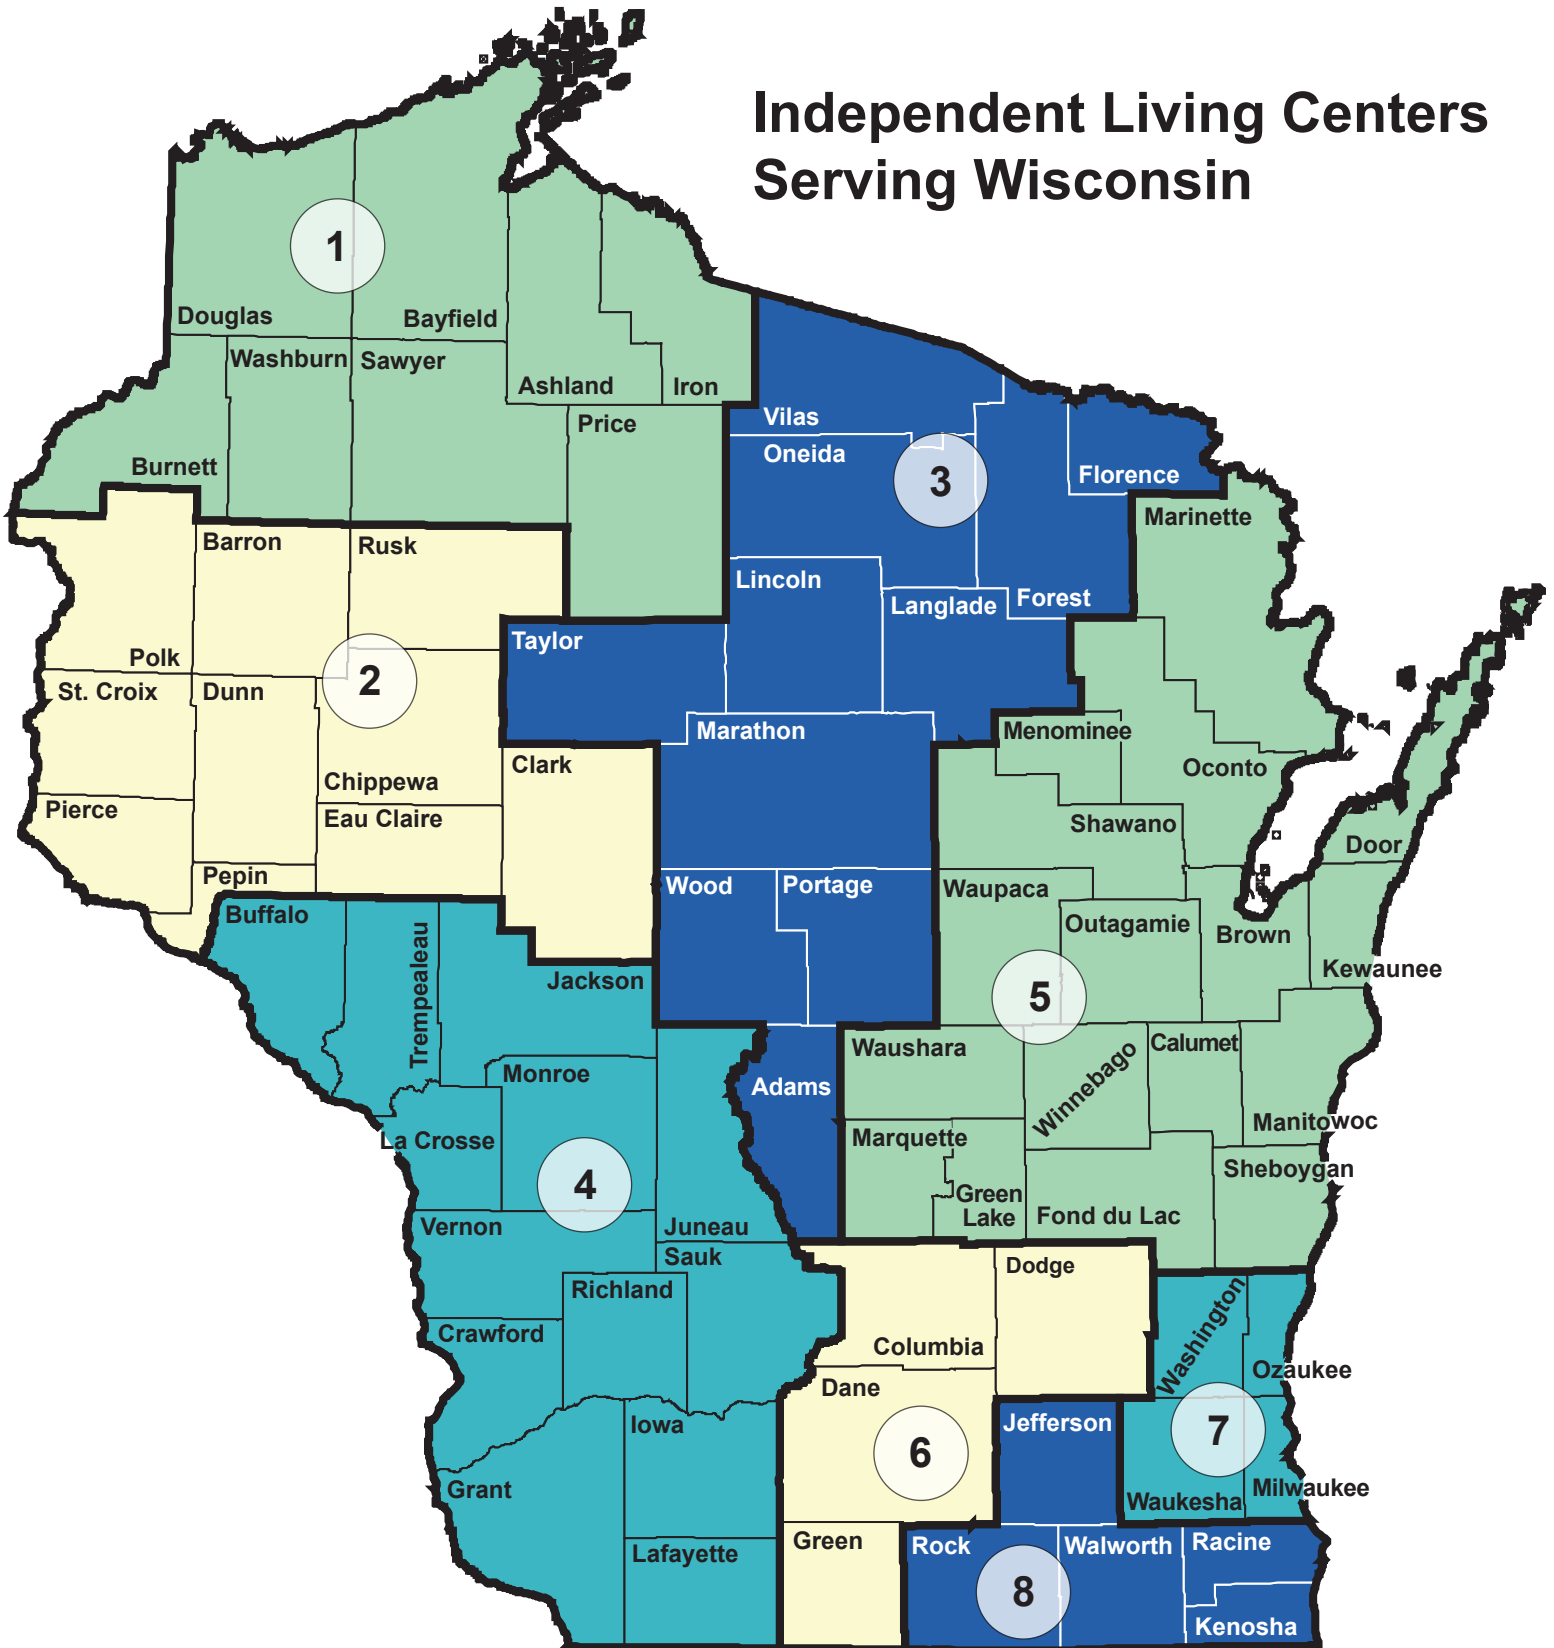 Independent Living Centers
Serving Wisconsin
1
Douglas
Bayfield
Washburn
Sawyer
Ashland
Iron
Price
Burnett
Vilas
Oneida
3
Florence
Marinette
Barron
Rusk
Lincoln
Langlade
Forest
Taylor
Polk
2
St. Croix
Dunn
Marathon
Menominee
Clark
Oconto
Chippewa
Pierce
Eau Claire
Shawano
Door
Pepin
Wood
Portage
Waupaca
Buffalo
Outagamie
Brown
Trempealeau
Jackson
Kewaunee
5
Waushara
Winnebago
Calumet
Monroe
Adams
Manitowoc
La Crosse
Marquette
Sheboygan
4
Green
Lake
Fond du Lac
Vernon
Juneau
Sauk
Dodge
Richland
Crawford
Columbia
Washington
Ozaukee
Dane
Iowa
Jefferson
7
6
Grant
Waukesha
Milwaukee
Lafayette
Green
Rock
Walworth
Racine
8
Kenosha